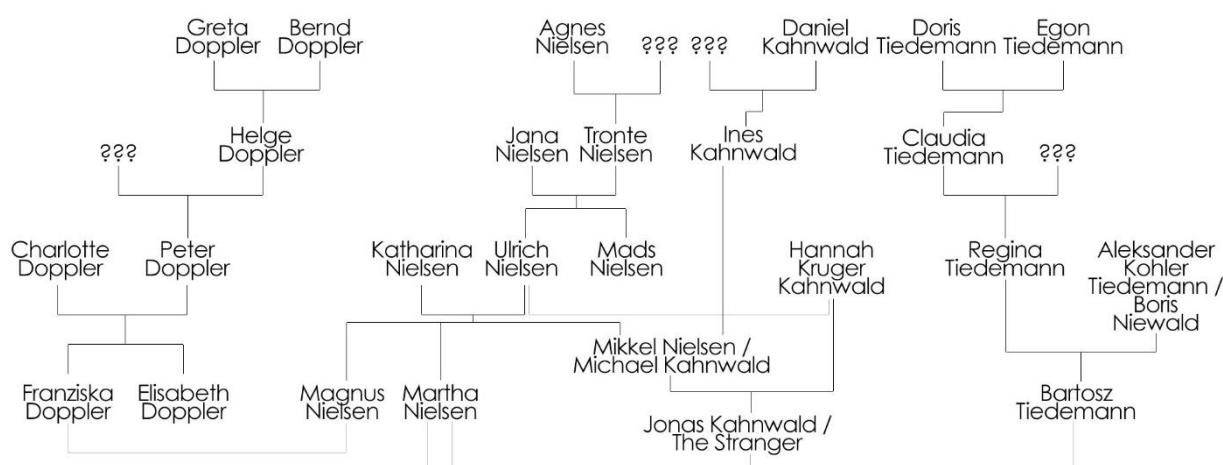 Greta
Doppler
Bernd
Doppler
Agnes
Nielsen
???
???
Daniel
Kahnwald
Doris
Tiedemann
Egon
Tiedemann
???
Helge
Doppler
Jana
Nielsen
Tronte
Nielsen
Ines
Kahnwald
Claudia
Tiedemann
???
Charlotte
Doppler
Peter
Doppler
Katharina
Nielsen
Ulrich
Nielsen
Mads
Nielsen
Hannah
Kruger
Kahnwald
Regina
Tiedemann
Aleksander
Kohler
Tiedemann /
Boris
Niewald
Franziska
Doppler
Elisabeth
Doppler
Magnus
Nielsen
Martha
Nielsen
Mikkel Nielsen /
Michael Kahnwald
Jonas Kahnwald /
The Stranger
Bartosz
Tiedemann